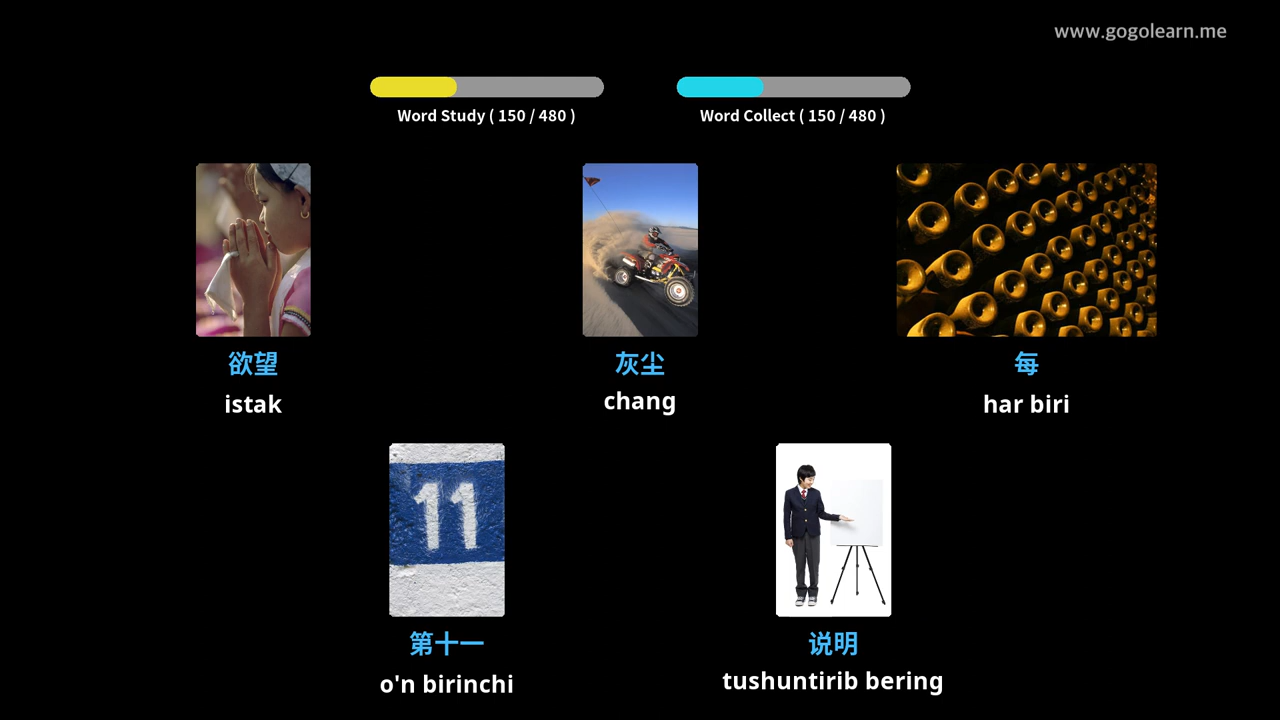 www.gogolearn.me
Word Study ( 150 / 480 )
Word Collect ( 150 / 480 )
欲望
istak
灰尘
chang
每
har biri
11
第十一
o'n birinchi
说明
tushuntirib bering